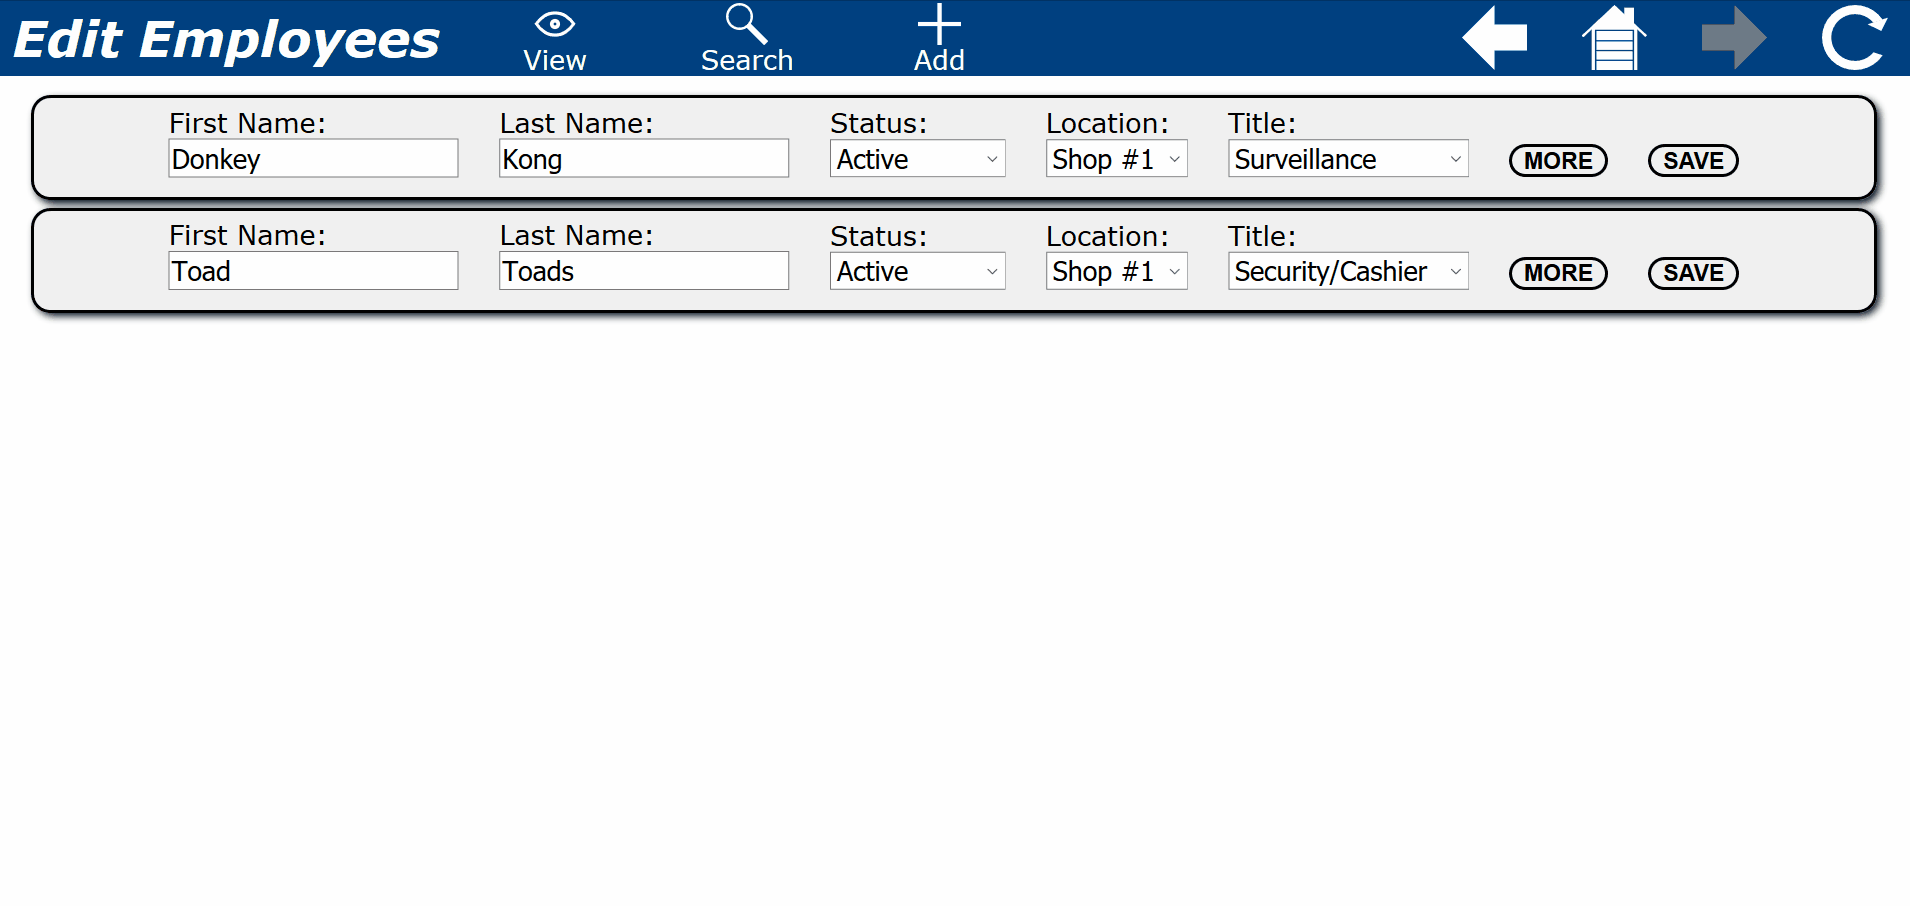 Edit Employees
View
Search
Add
First Name: Last Name: Status: Location: Title:
Donkey Kong Active Shop #1 Surveillance MORE SAVE
First Name: Last Name: Status: Location: Title:
Toad Toads Active Shop #1 Security/Cashier MORE SAVE